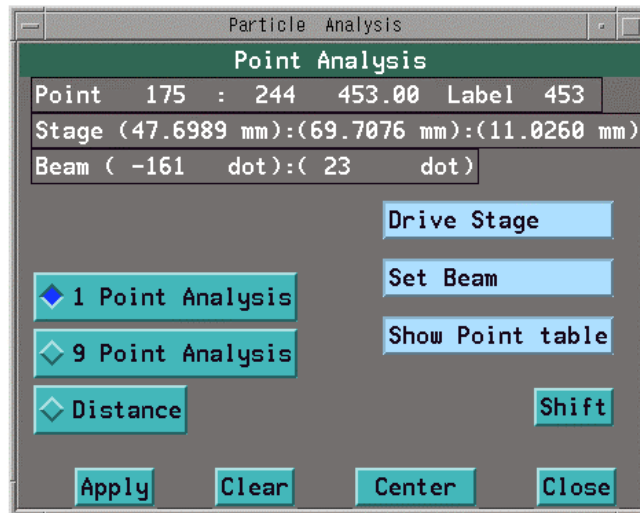 Particle Analysis
Point Analysis
Point 175 : 244 453.00 Label 453
Stage (47.6989 mm):(69.7076 mm):(11.0260 mm)
Beam ( -161 dot):( 23 dot)
Drive Stage
Set Beam
1 Point Analysis
Show Point table
9 Point Analysis
Distance
Shift
Apply Clear Center Close